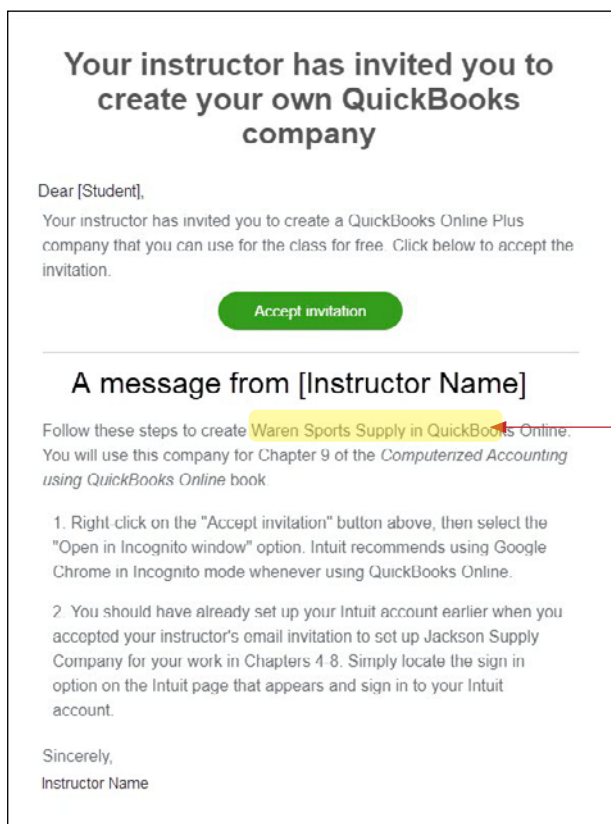 Your instructor has invited you to
create your own QuickBooks
company
Dear [Student],
Your instructor has invited you to create a QuickBooks Online Plus
company that you can use for the class for free. Click below to accept the
invitation.
Accept invitation
A message from [Instructor Name]
Follow these steps to create Waren Sports Supply in QuickBooks Online.
You will use this company for Chapter 9 of the Computerized Accounting
using QuickBooks Online book.
1. Right-click on the "Accept invitation" button above, then select the
"Open in Incognito window" option. Intuit recommends using Google
Chrome in Incognito mode whenever using QuickBooks Online.
2. You should have already set up your Intuit account earlier when you
accepted your instructor's email invitation to set up Jackson Supply
Company for your work in Chapters 4-8. Simply locate the sign in
option on the Intuit page that appears and sign in to your Intuit
account.
Sincerely,
Instructor Name